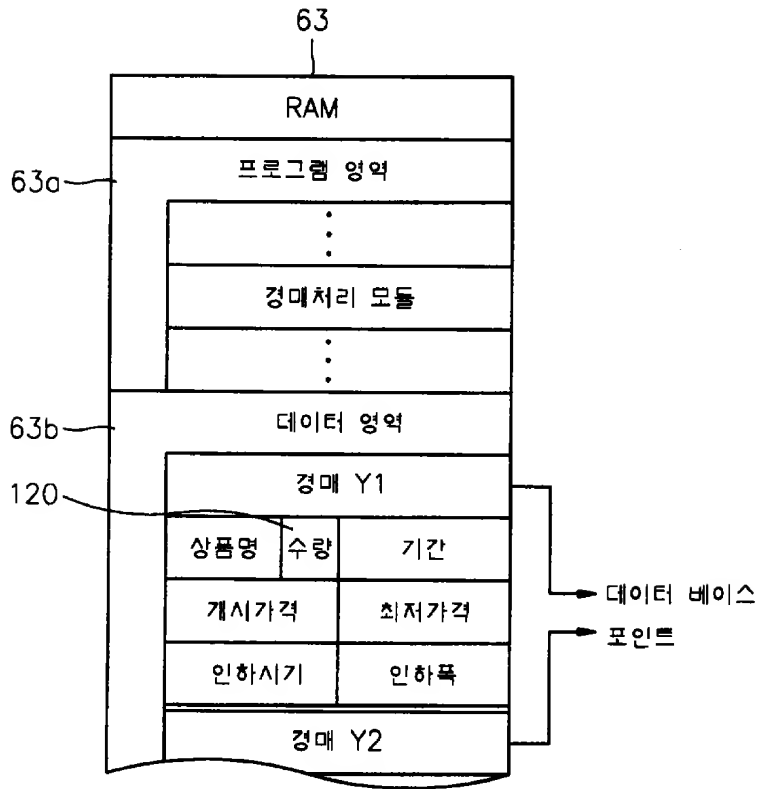 63
RAM
63a
프로그램 영역
경매처리 모듈
63b
데이터 영역
120
경매 Y1
상품명 수량 기간
개시가격 최저가격
인하시기 인하폭
경매 Y2
데이터 베이스
포인트